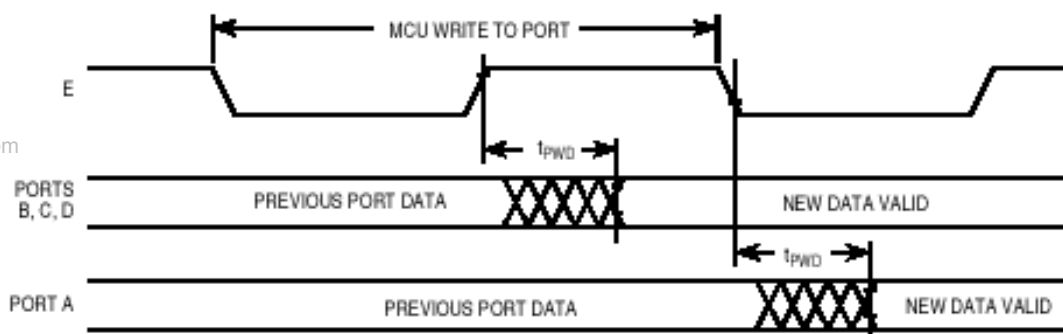 MCU WRITE TO PORT
E
om
tPWD
PORTS
B, C, D
PREVIOUS PORT DATA
NEW DATA VALID
tPWD
PORT A
PREVIOUS PORT DATA
NEW DATA VALID